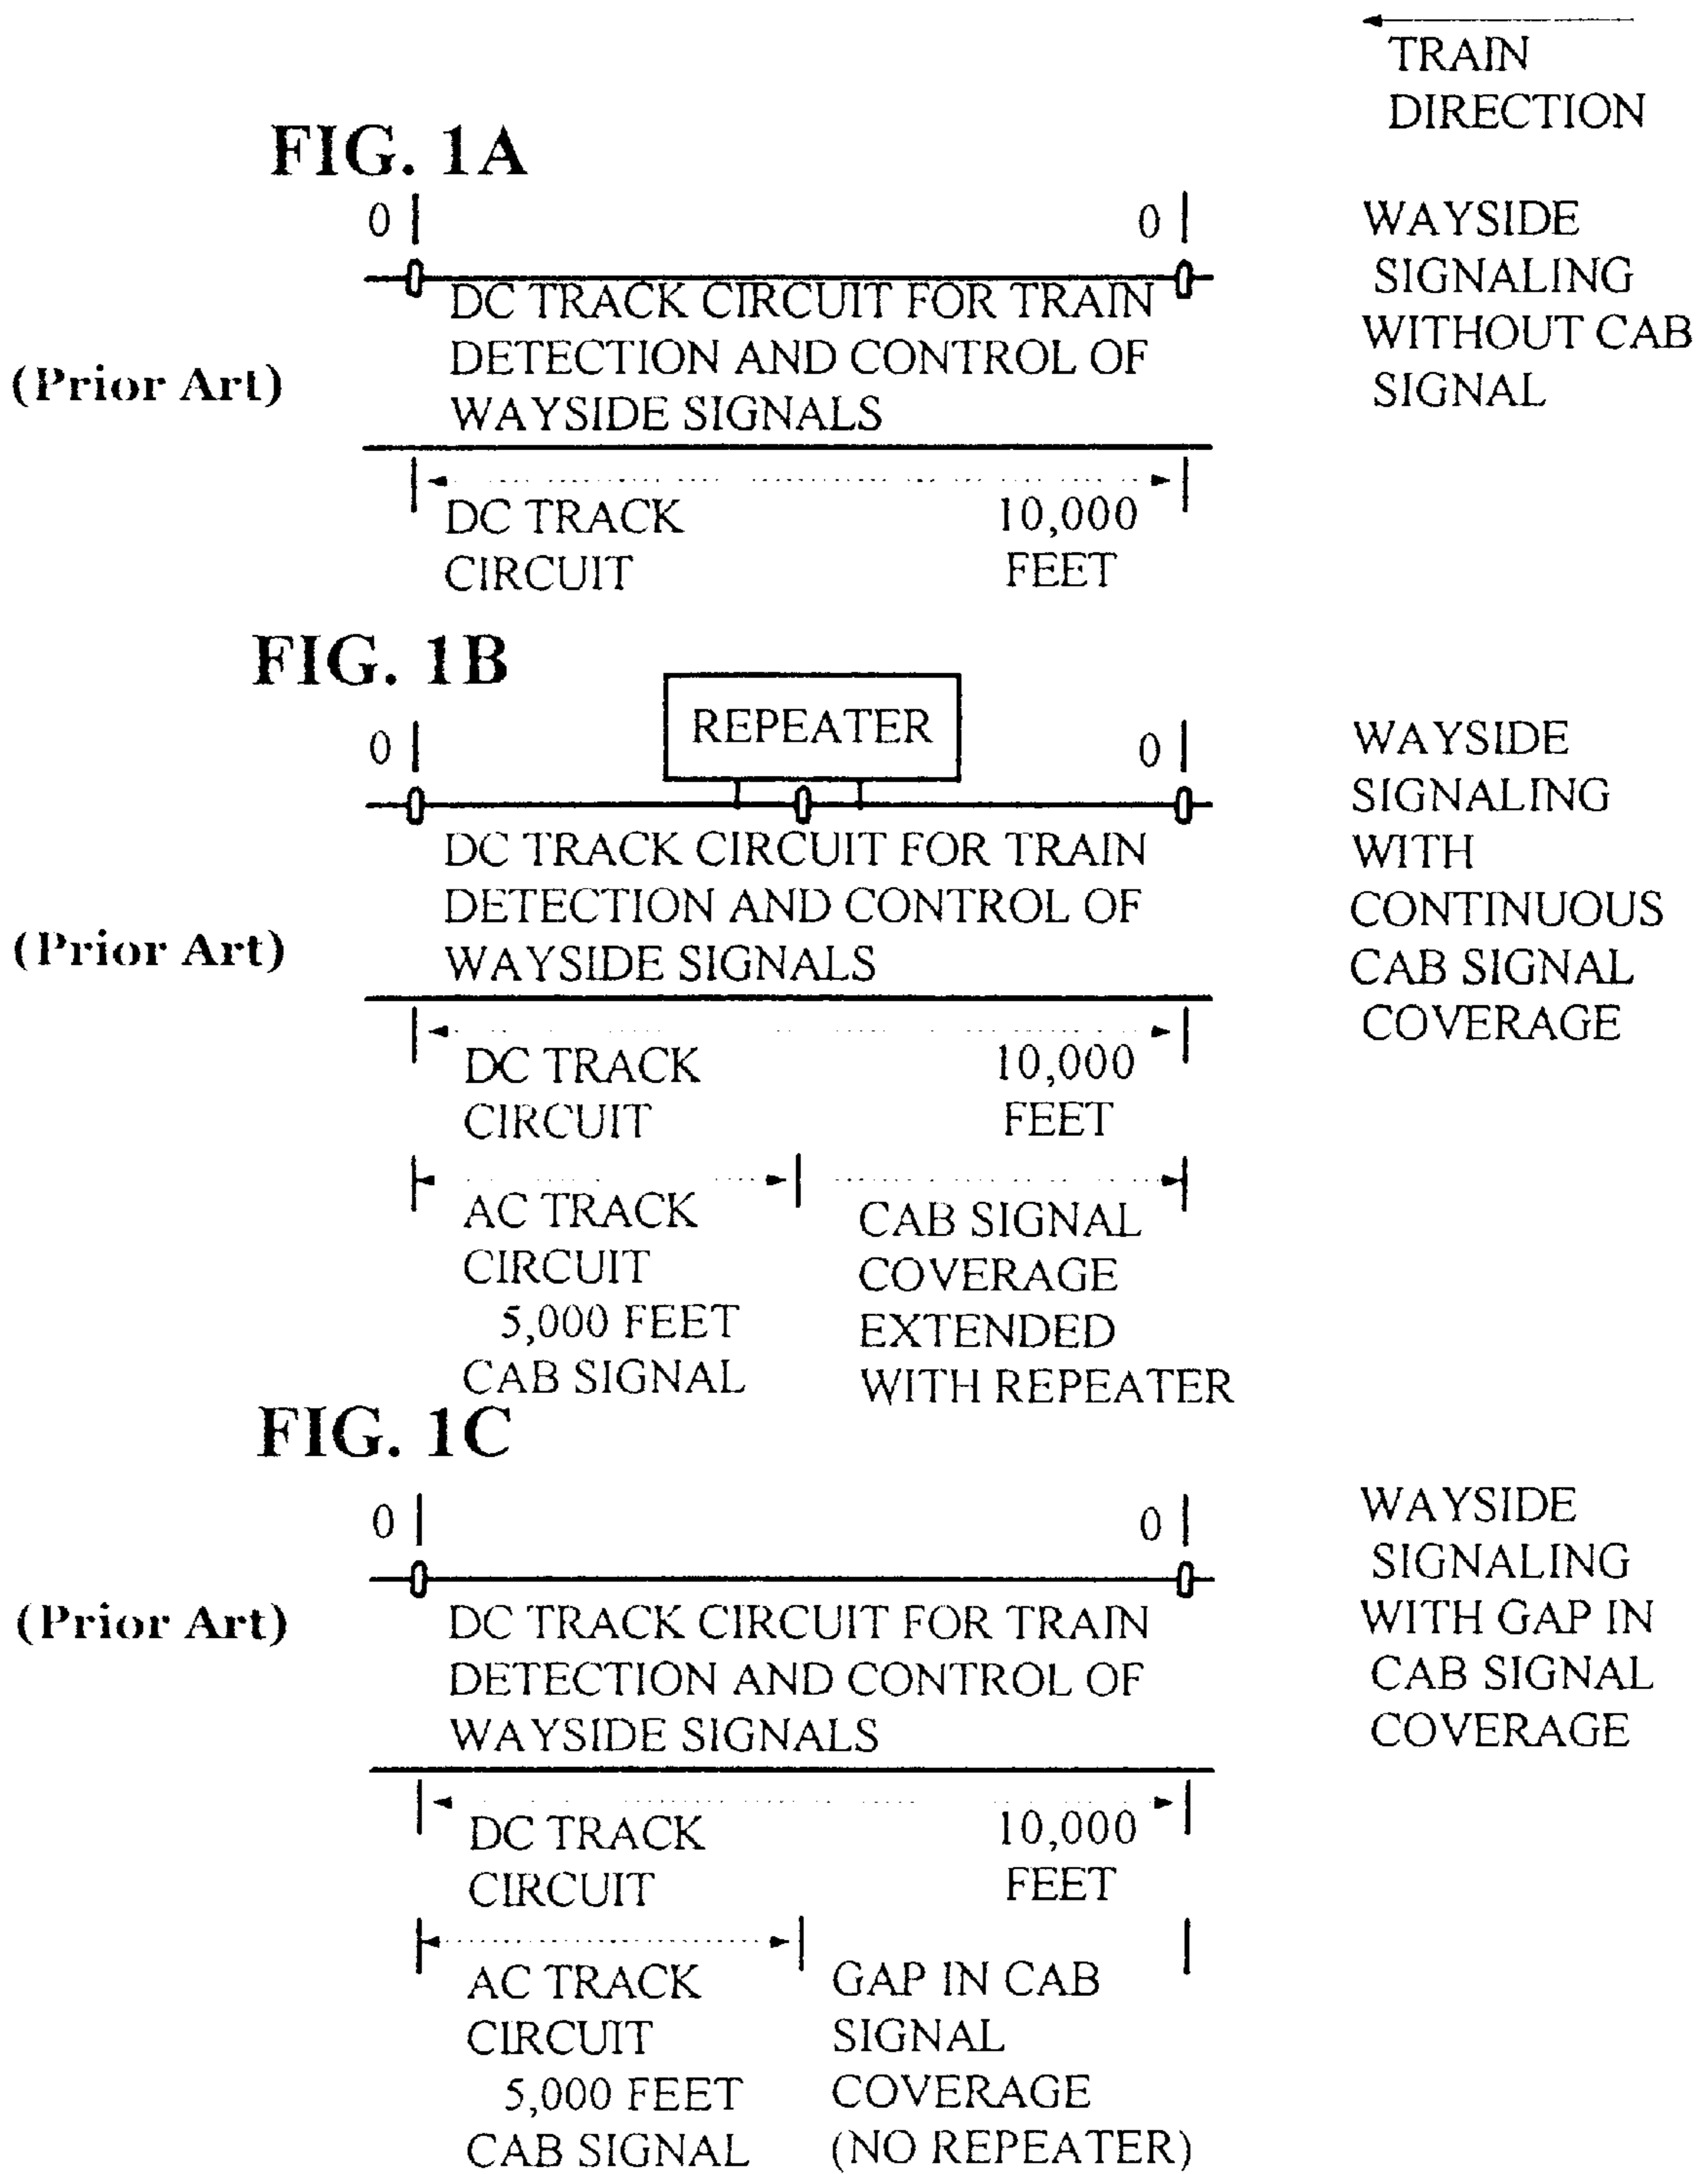 TRAIN
DIRECTION
FIG. 1A
0
0
WAYSIDE
SIGNALING
WITHOUT CAB
SIGNAL
DC TRACK CIRCUIT FOR TRAIN
DETECTION AND CONTROL OF
WAYSIDE SIGNALS
(Prior Art)
DC TRACK
CIRCUIT
10,000
FEET
FIG. 1B
REPEATER
0
0
WAYSIDE
SIGNALING
WITH
CONTINUOUS
CAB SIGNAL
COVERAGE
DC TRACK CIRCUIT FOR TRAIN
DETECTION AND CONTROL OF
WAYSIDE SIGNALS
(Prior Art)
DC TRACK
CIRCUIT
10,000
FEET
AC TRACK
CIRCUIT
5,000 FEET
CAB SIGNAL
CAB SIGNAL
COVERAGE
EXTENDED
WITH REPEATER
FIG. 1C
0
0
WAYSIDE
SIGNALING
WITH GAP IN
CAB SIGNAL
COVERAGE
(Prior Art)
DC TRACK CIRCUIT FOR TRAIN
DETECTION AND CONTROL OF
WAYSIDE SIGNALS
DC TRACK
CIRCUIT
10,000
FEET
AC TRACK
CIRCUIT
5,000 FEET
CAB SIGNAL
GAP IN CAB
SIGNAL
COVERAGE
(NO REPEATER)